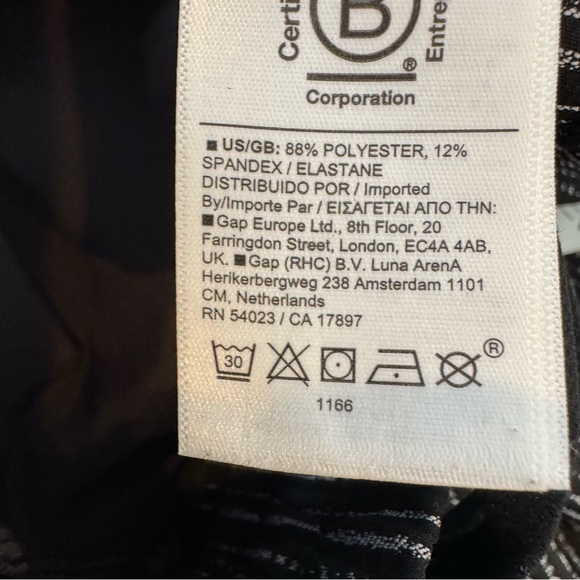 Certi
B
Entre
®
Corporation
US/GB: 88% POLYESTER, 12%
SPANDEX / ELASTANE
DISTRIBUIDO POR / Imported
By/Importe Par / ΕΙΣΑΓΕΤΑΙ ΑΠΟ ΤΗΝ:
Gap Europe Ltd., 8th Floor, 20
Farringdon Street, London, EC4A 4AB,
UK. Gap (RHC) B.V. Luna ArenA
Herikerbergweg 238 Amsterdam 1101
CM, Netherlands
RN 54023 / CA 17897
30
®
1166